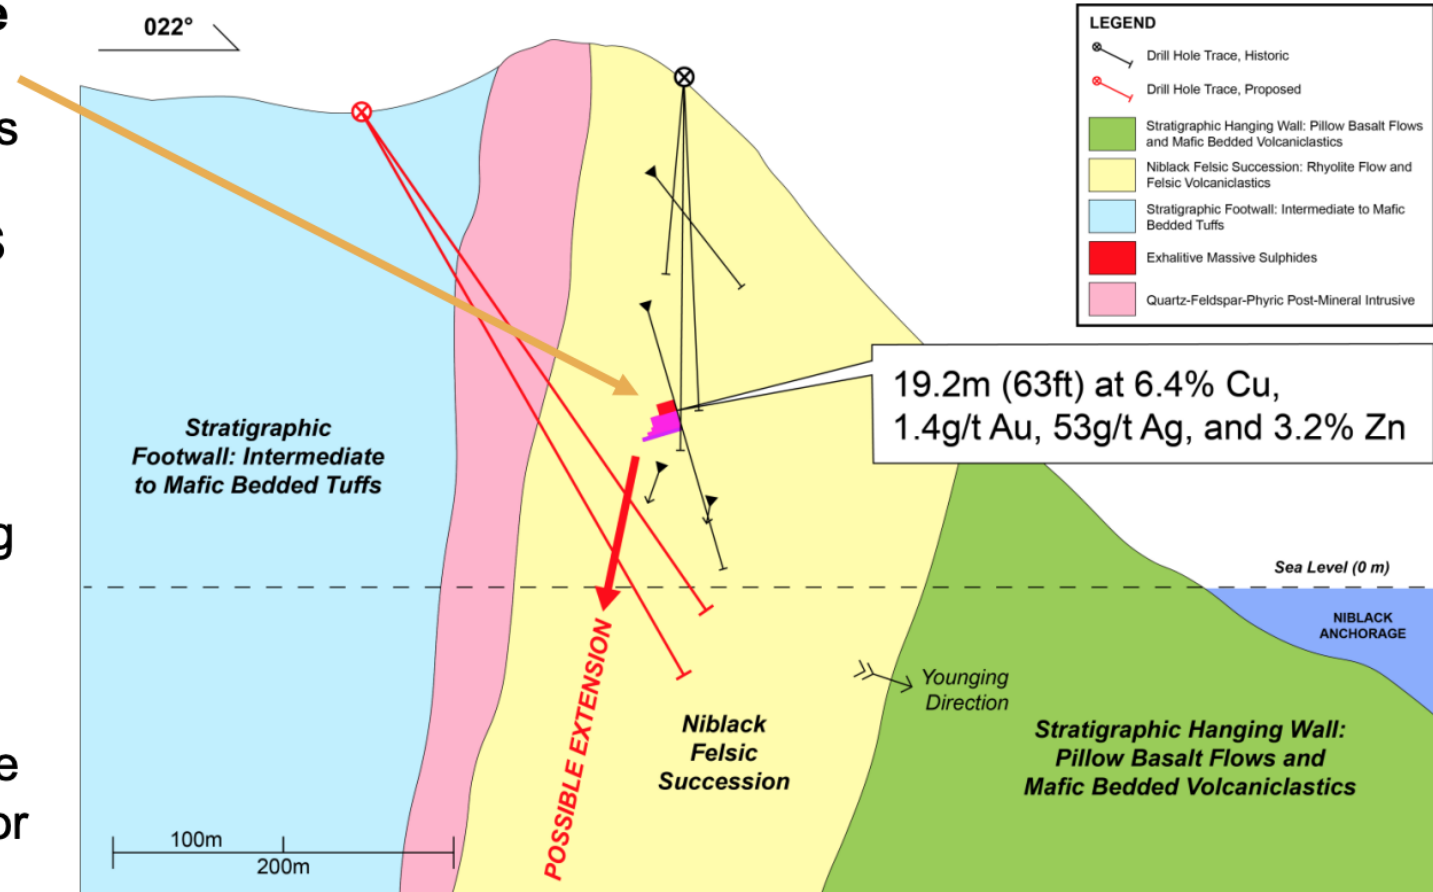 e
s
s
g
e
or
022°
LEGEND
Drill Hole Trace, Historic
Drill Hole Trace, Proposed
Stratigraphic Hanging Wall: Pillow Basalt Flows
and Mafic Bedded Volcaniclastics
Niblack Felsic Succession: Rhyolite Flow and
Felsic Volcaniclastics
Stratigraphic Footwall: Intermediate to Mafic
Bedded Tuffs
Exhalitive Massive Sulphides
Quartz-Feldspar-Phyric Post-Mineral Intrusive
19.2m (63ft) at 6.4% Cu,
1.4g/t Au, 53g/t Ag, and 3.2% Zn
Stratigraphic
Footwall: Intermediate
to Mafic Bedded Tuffs
Sea Level (0 m)
NIBLACK
ANCHORAGE
POSSIBLE EXTENSION
Younging
Direction
Niblack
Felsic
Succession
Stratigraphic Hanging Wall:
Pillow Basalt Flows and
Mafic Bedded Volcaniclastics
100m
200m